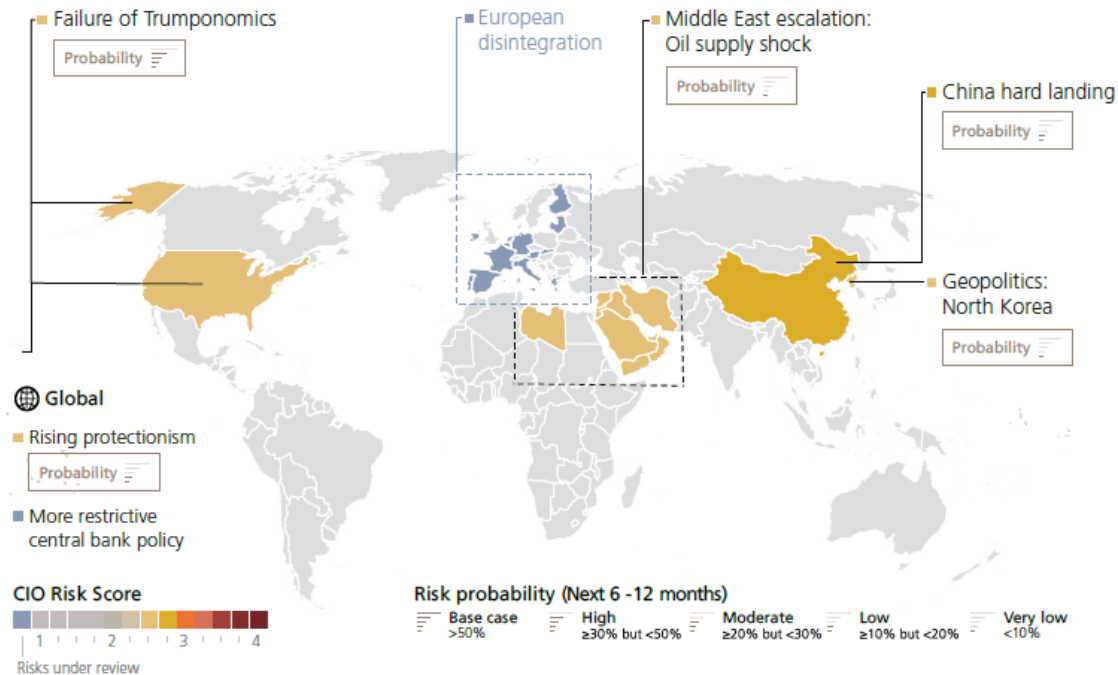 Failure of Trumponomics
Probability
European
disintegration
Middle East escalation:
Oil supply shock
Probability
China hard landing
Probability
Geopolitics:
North Korea
Probability
Global
Rising protectionism
Probability
More restrictive
central bank policy
CIO Risk Score
1 2 3 4
Risks under review
Risk probability (Next 6 -12 months)
Base case
>50%
High
≥30% but <50%
Moderate
≥20% but <30%
Low
≥10% but <20%
Very low
<10%